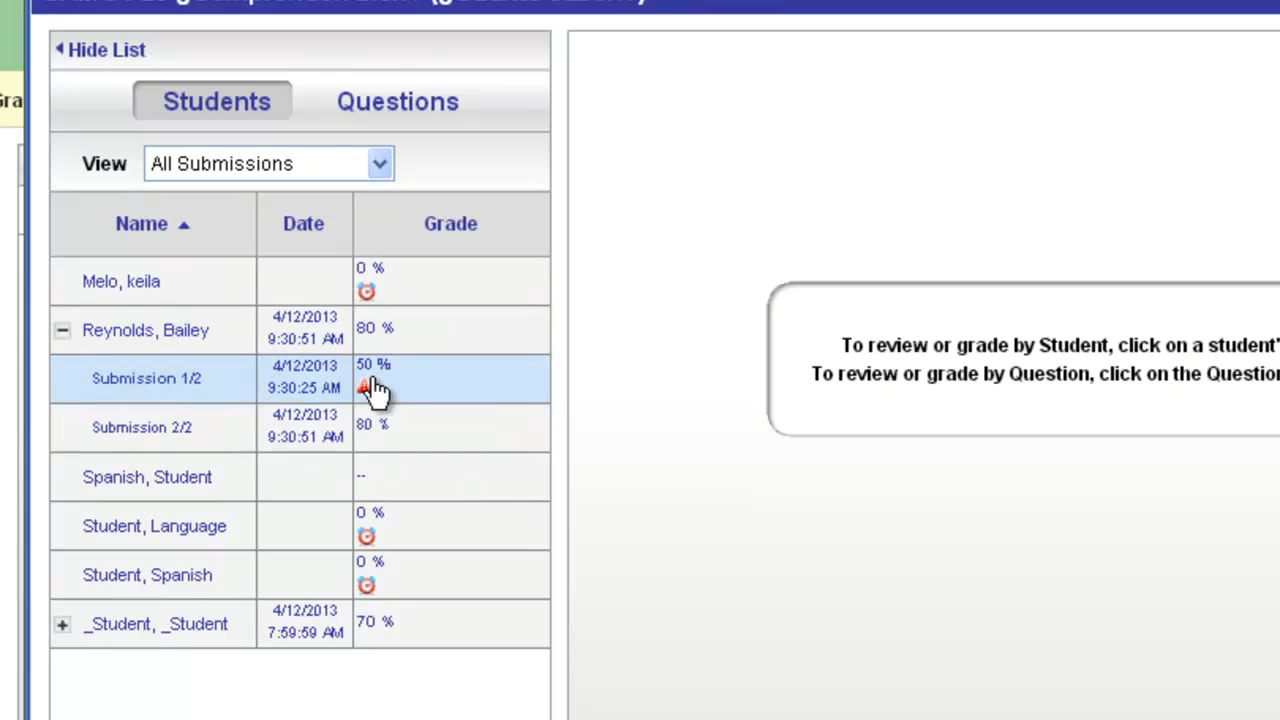 Hide List
Students Questions
View All Submissions
Name Date Grade
Melo, keila 0 %
Reynolds, Bailey 4/12/2013 9:30:51 AM 80 %
Submission 1/2 4/12/2013 9:30:25 AM 50 %
Submission 2/2 4/12/2013 9:30:51 AM 80 %
Spanish, Student --
Student, Language 0 %
Student, Spanish 0 %
_Student, _Student 4/12/2013 7:59:59 AM 70 %
To review or grade by Student, click on a student'
To review or grade by Question, click on the Question